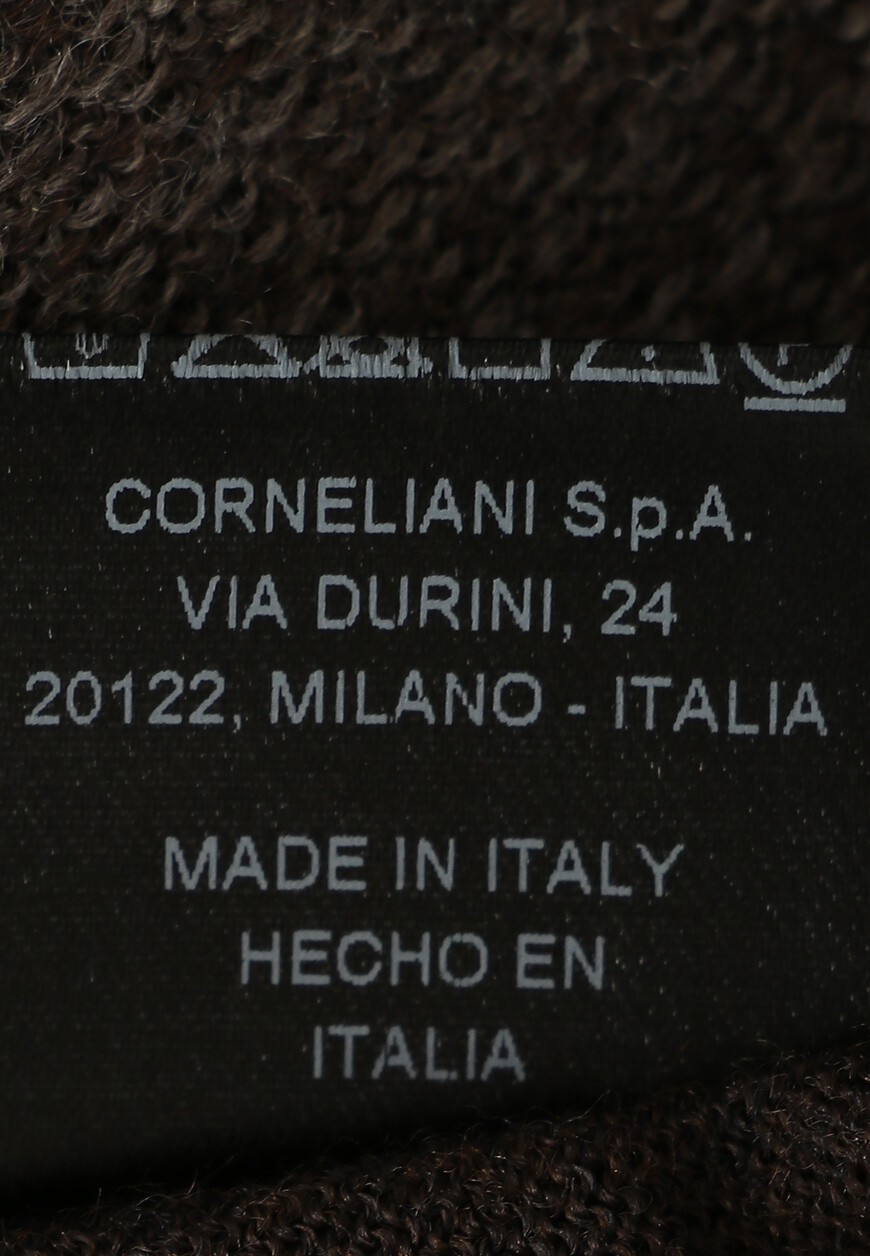 CORNELIANI S.p.A.
VIA DURINI, 24
20122, MILANO - ITALIA
MADE IN ITALY
HECHO EN
ITALIA